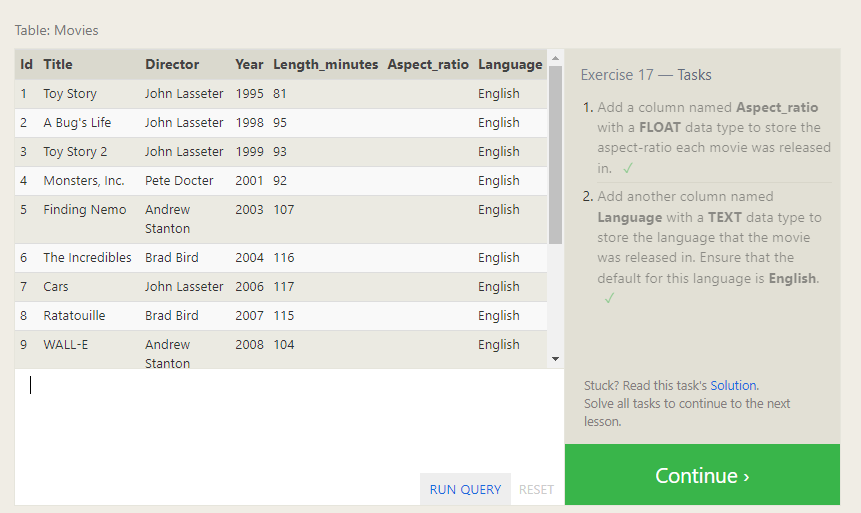 Table: Movies
Id Title Director Year Length_minutes Aspect_ratio Language
1 Toy Story John Lasseter 1995 81 English
2 A Bug's Life John Lasseter 1998 95 English
3 Toy Story 2 John Lasseter 1999 93 English
4 Monsters, Inc. Pete Docter 2001 92 English
5 Finding Nemo Andrew 2003 107 English
Stanton
6 The Incredibles Brad Bird 2004 116 English
7 Cars John Lasseter 2006 117 English
8 Ratatouille Brad Bird 2007 115 English
9 WALL-E Andrew 2008 104 English
Stanton
RUN QUERY RESET
Exercise 17 — Tasks
1. Add a column named Aspect_ratio
with a FLOAT data type to store the
aspect-ratio each movie was released
in. ✓
2. Add another column named
Language with a TEXT data type to
store the language that the movie
was released in. Ensure that the
default for this language is English.
✓
Stuck? Read this task's Solution.
Solve all tasks to continue to the next
lesson.
Continue ›